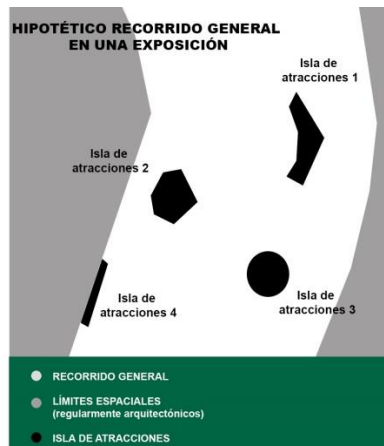 HIPOTÉTICO RECORRIDO GENERAL
EN UNA EXPOSICIÓN
Isla de
atracciones 1
Isla de
atracciones 2
Isla de
atracciones 4
Isla de
atracciones 3
RECORRIDO GENERAL
LÍMITES ESPACIALES
(regularmente arquitectónicos)
ISLA DE ATRACCIONES